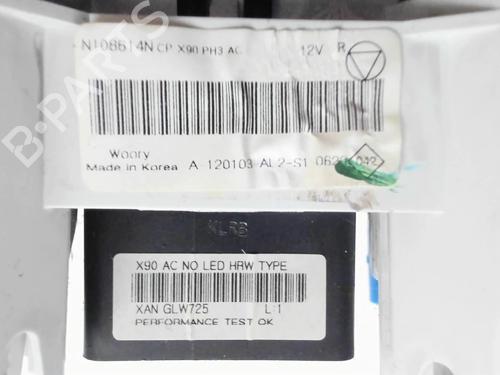 N108614N CP X90 PH3 AC 12V R
Woory
Made in Korea A 120103-AL2-S1 042
KLRB
X90 AC NO LED HRW TYPE
XAN GLW725 L:1
PERFORMANCE TEST OK
B-PARTS